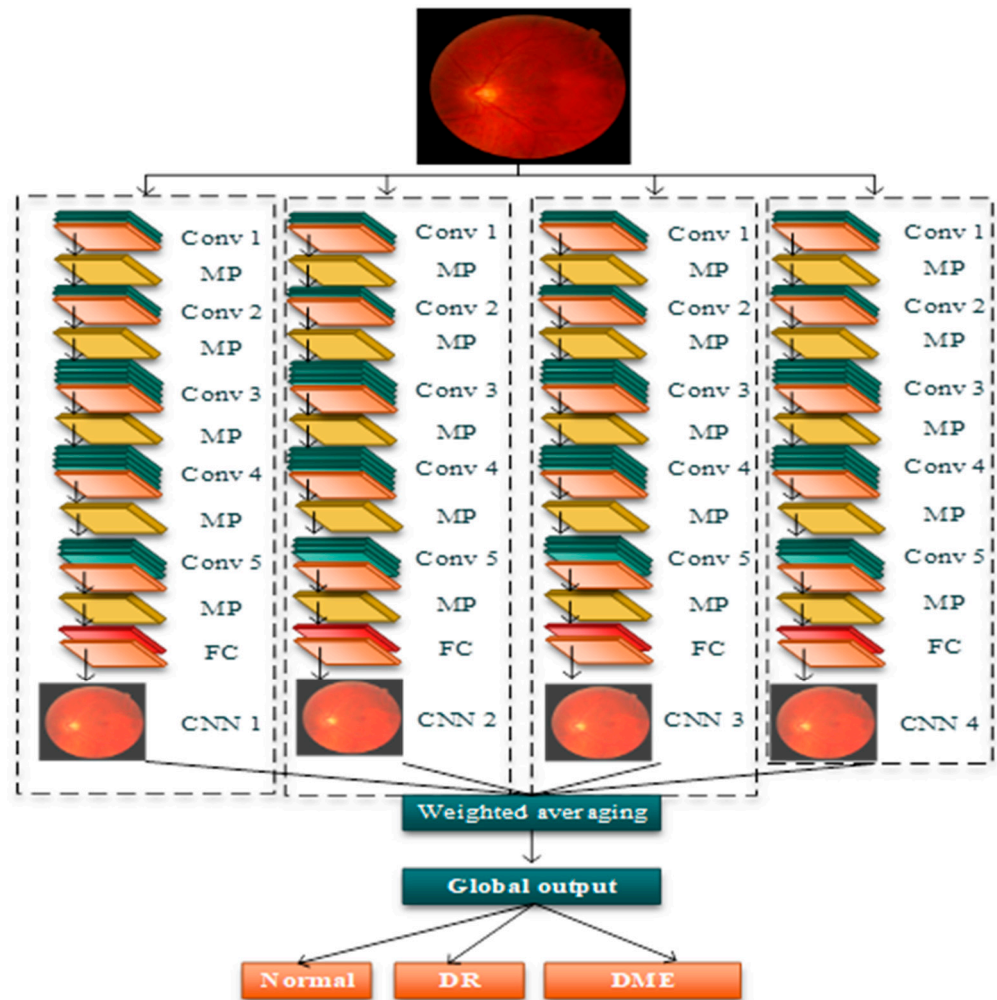 Conv 1
MP
Conv 2
MP
Conv 3
MP
Conv 4
MP
Conv 5
MP
FC
CNN 1
Conv 1
MP
Conv 2
MP
Conv 3
MP
Conv 4
MP
Conv 5
MP
FC
CNN 2
Conv 1
MP
Conv 2
MP
Conv 3
MP
Conv 4
MP
Conv 5
MP
FC
CNN 3
Conv 1
MP
Conv 2
MP
Conv 3
MP
Conv 4
MP
Conv 5
MP
FC
CNN 4
Weighted averaging
Global output
Normal
DR
DME